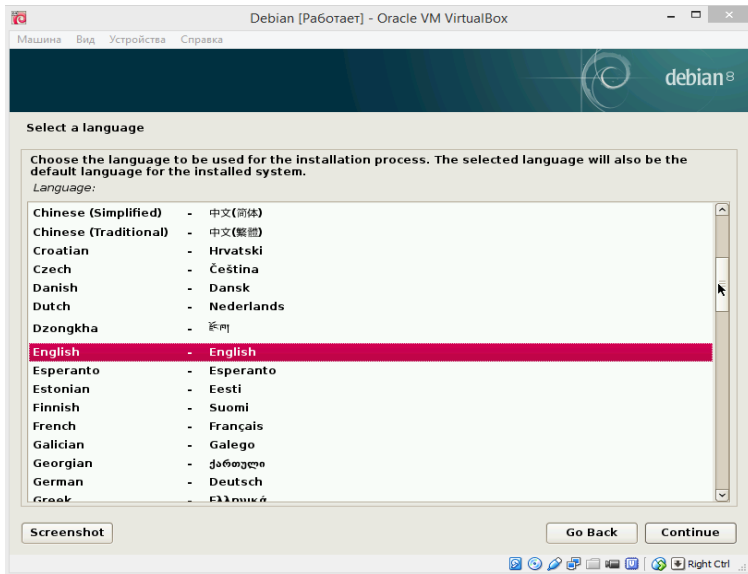 Debian [Работает] - Oracle VM VirtualBox
Машина Вид Устройства Справка
debian 8
Select a language
Choose the language to be used for the installation process. The selected language will also be the
default language for the installed system.
Language:
Chinese (Simplified) - 中文(简体)
Chinese (Traditional) - 中文(繁體)
Croatian - Hrvatski
Czech - Čeština
Danish - Dansk
Dutch - Nederlands
Dzongkha - རྫོང་ཁ།
English - English
Esperanto - Esperanto
Estonian - Eesti
Finnish - Suomi
French - Français
Galician - Galego
Georgian - ქართული
German - Deutsch
Greek - Ελληνικά
Screenshot Go Back Continue
Right Ctrl